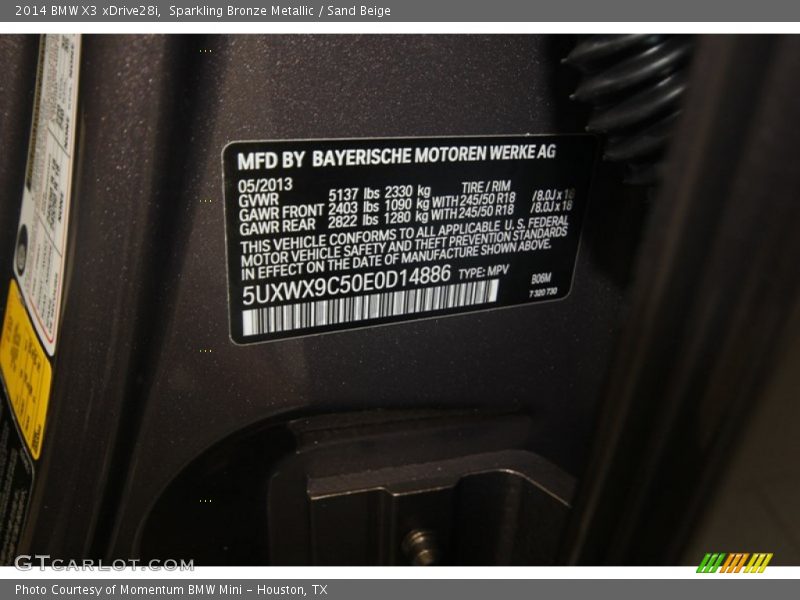 2014 BMW X3 xDrive28i, Sparkling Bronze Metallic / Sand Beige
MFD BY BAYERISCHE MOTOREN WERKE AG
05/2013 TIRE / RIM
GVWR 5137 lbs 2330 kg
GAWR FRONT 2403 lbs 1090 kg WITH 245/50 R18 /8.0J x 18
GAWR REAR 2822 lbs 1280 kg WITH 245/50 R18 /8.0J x 18
THIS VEHICLE CONFORMS TO ALL APPLICABLE U.S. FEDERAL
MOTOR VEHICLE SAFETY AND THEFT PREVENTION STANDARDS
IN EFFECT ON THE DATE OF MANUFACTURE SHOWN ABOVE.
5UXWX9C50E0D14886 TYPE: MPV B06M
7 320 730
GTCARLOT.COM
Photo Courtesy of Momentum BMW Mini - Houston, TX